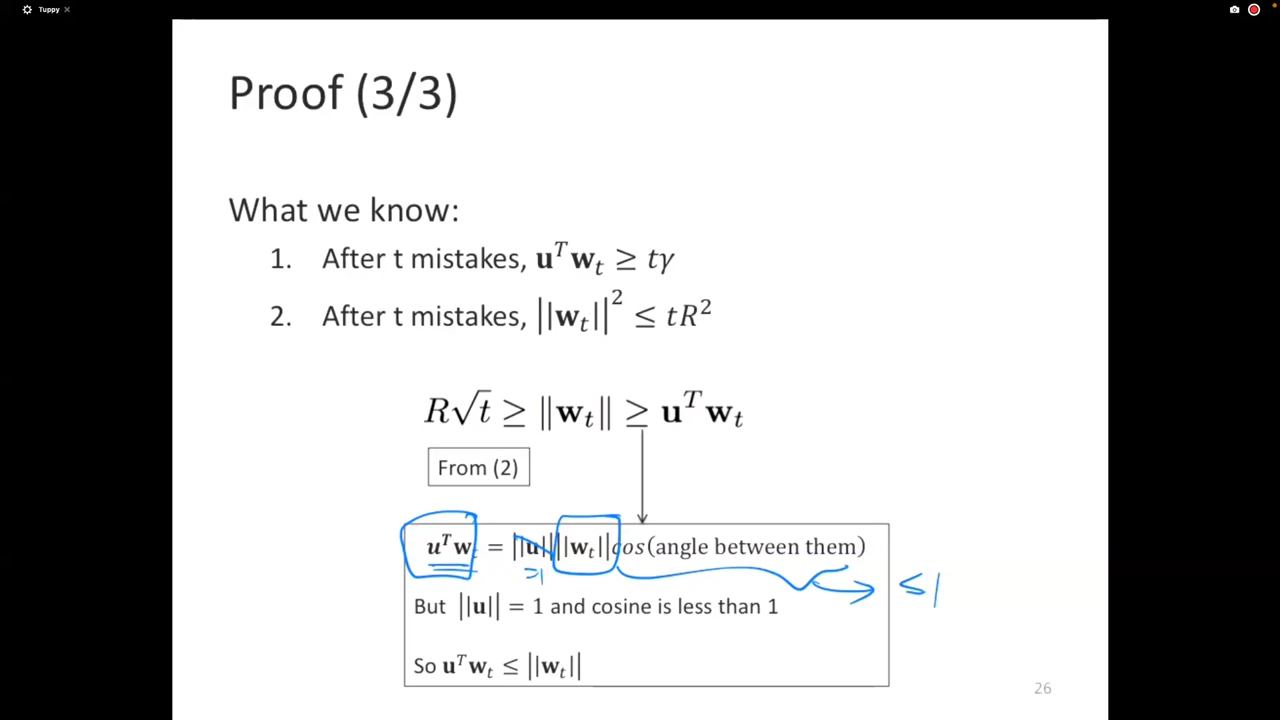 Tuppy
Proof (3/3)
What we know:
1. After t mistakes, uᵀwₜ ≥ tγ
2. After t mistakes, ||wₜ||² ≤ tR²
R√t ≥ ‖wₜ‖ ≥ uᵀwₜ
From (2)
uᵀwₜ = ||u||||wₜ||cos(angle between them)
=1
≤1
But ||u|| = 1 and cosine is less than 1
So uᵀwₜ ≤ ||wₜ||
26